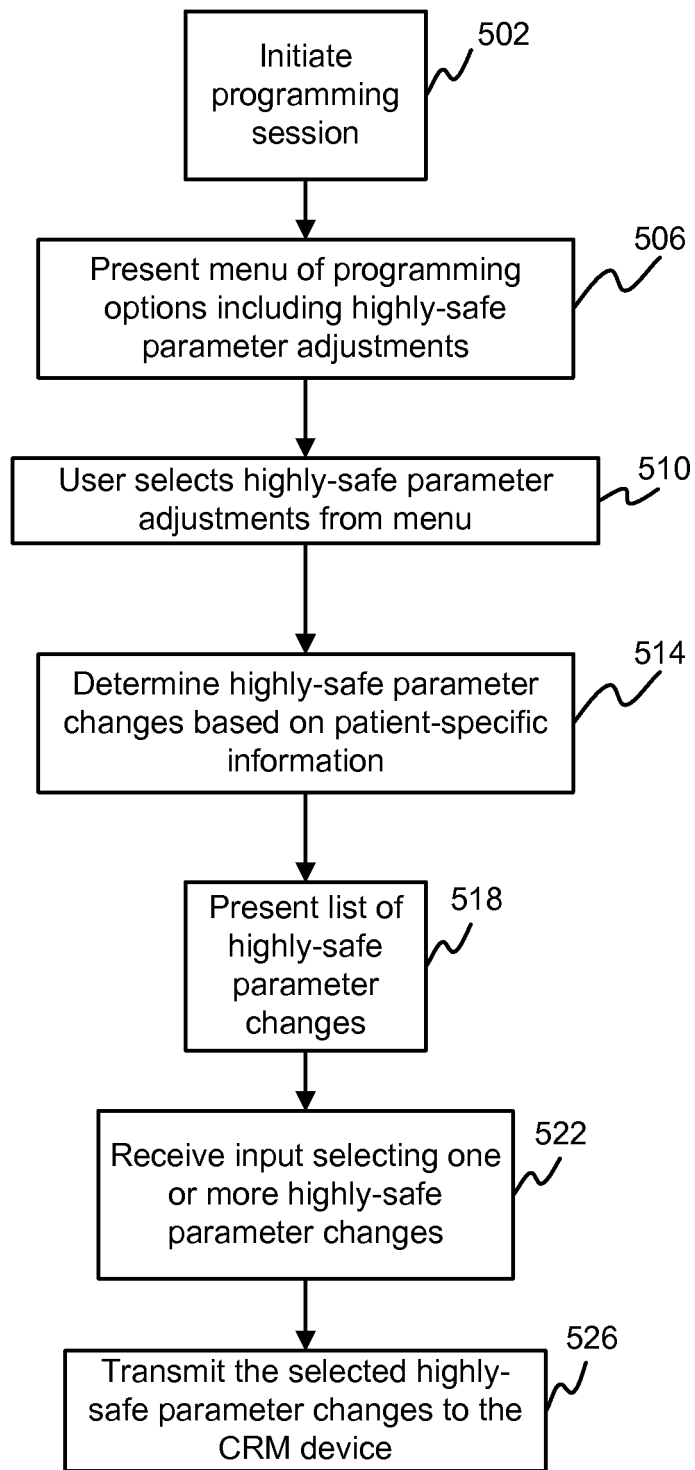 502
Initiate
programming
session
506
Present menu of programming
options including highly-safe
parameter adjustments
510
User selects highly-safe parameter
adjustments from menu
514
Determine highly-safe parameter
changes based on patient-specific
information
518
Present list of
highly-safe
parameter
changes
522
Receive input selecting one
or more highly-safe
parameter changes
526
Transmit the selected highly-
safe parameter changes to the
CRM device